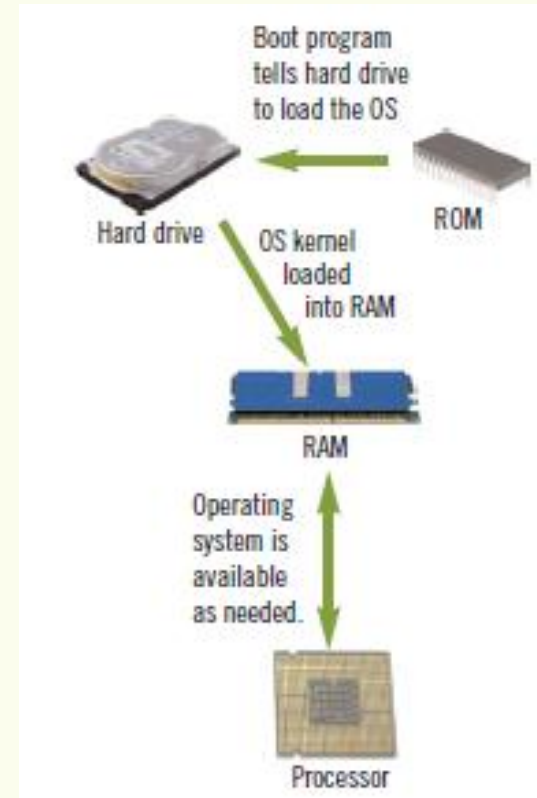 Boot program
tells hard drive
to load the OS
Hard drive
ROM
OS kernel
loaded
into RAM
RAM
Operating
system is
available
as needed.
Processor